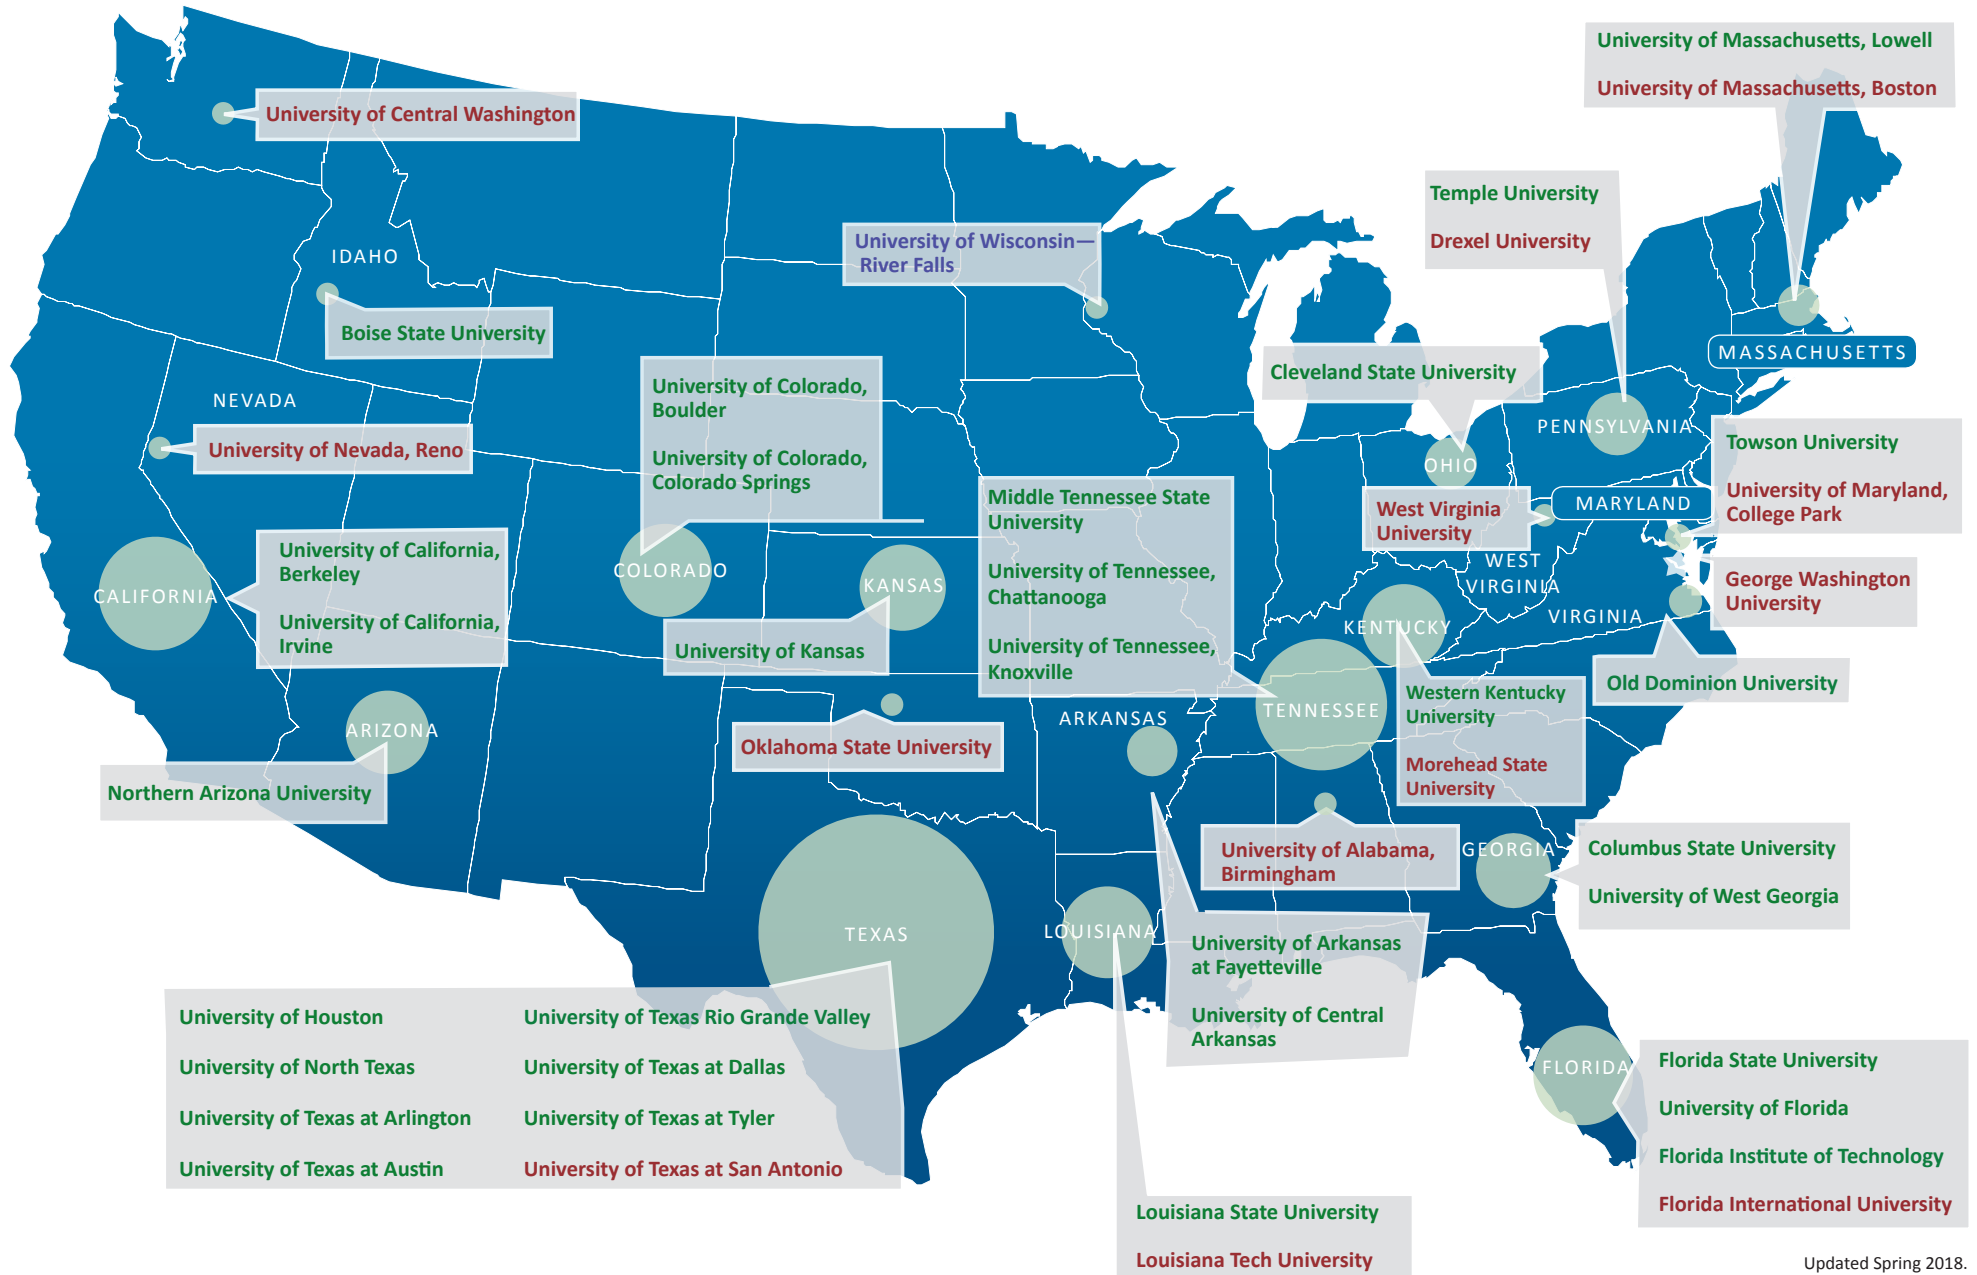 University of Massachusetts, Lowell
University of Massachusetts, Boston
University of Central Washington
Temple University
Drexel University
University of Wisconsin—
River Falls
IDAHO
Boise State University
MASSACHUSETTS
Cleveland State University
University of Colorado,
Boulder
University of Colorado,
Colorado Springs
NEVADA
University of Nevada, Reno
PENNSYLVANIA
OHIO
Towson University
University of Maryland,
College Park
MARYLAND
West Virginia
University
Middle Tennessee State
University
University of Tennessee,
Chattanooga
University of Tennessee,
Knoxville
University of California,
Berkeley
University of California,
Irvine
CALIFORNIA
COLORADO
KANSAS
WEST
VIRGINIA
George Washington
University
VIRGINIA
KENTUCKY
University of Kansas
Old Dominion University
Western Kentucky
University
Morehead State
University
TENNESSEE
ARKANSAS
ARIZONA
Oklahoma State University
Northern Arizona University
University of Alabama,
Birmingham
GEORGIA
Columbus State University
University of West Georgia
TEXAS
LOUISIANA
University of Arkansas
at Fayetteville
University of Central
Arkansas
University of Houston
University of North Texas
University of Texas at Arlington
University of Texas at Austin
University of Texas Rio Grande Valley
University of Texas at Dallas
University of Texas at Tyler
University of Texas at San Antonio
FLORIDA
Florida State University
University of Florida
Florida Institute of Technology
Florida International University
Louisiana State University
Louisiana Tech University
Updated Spring 2018.